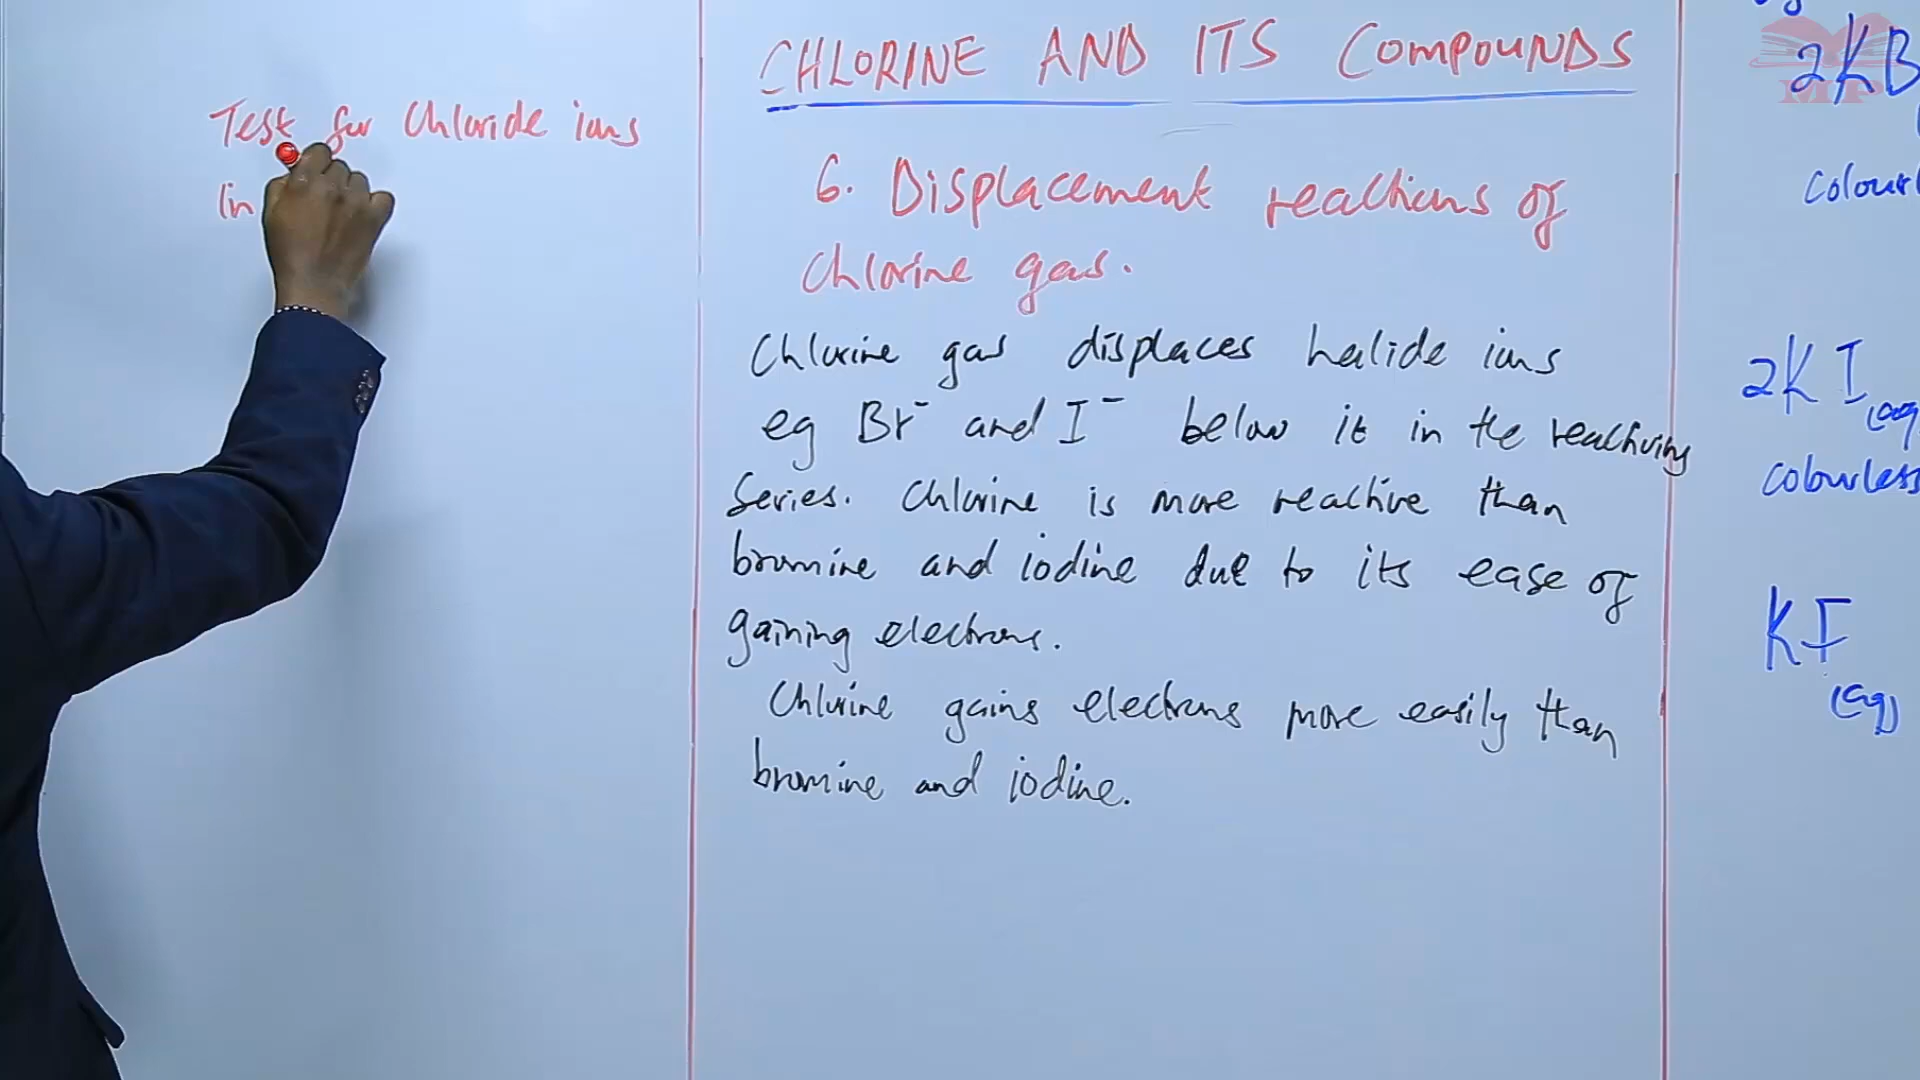 Test for Chloride ions
in
CHLORINE AND ITS COMPOUNDS
6. Displacement reactions of
chlorine gas.
Chlorine gas displaces halide ions
eg Br⁻ and I⁻ below it in the
Series. Chlorine is more reactive than
bromine and iodine due to its ease of
gaining electrons.
Chlorine gains electrons more easily than
bromine and iodine.
2KB
colourl
2KI(aq
colourless
KF
(aq)
MP